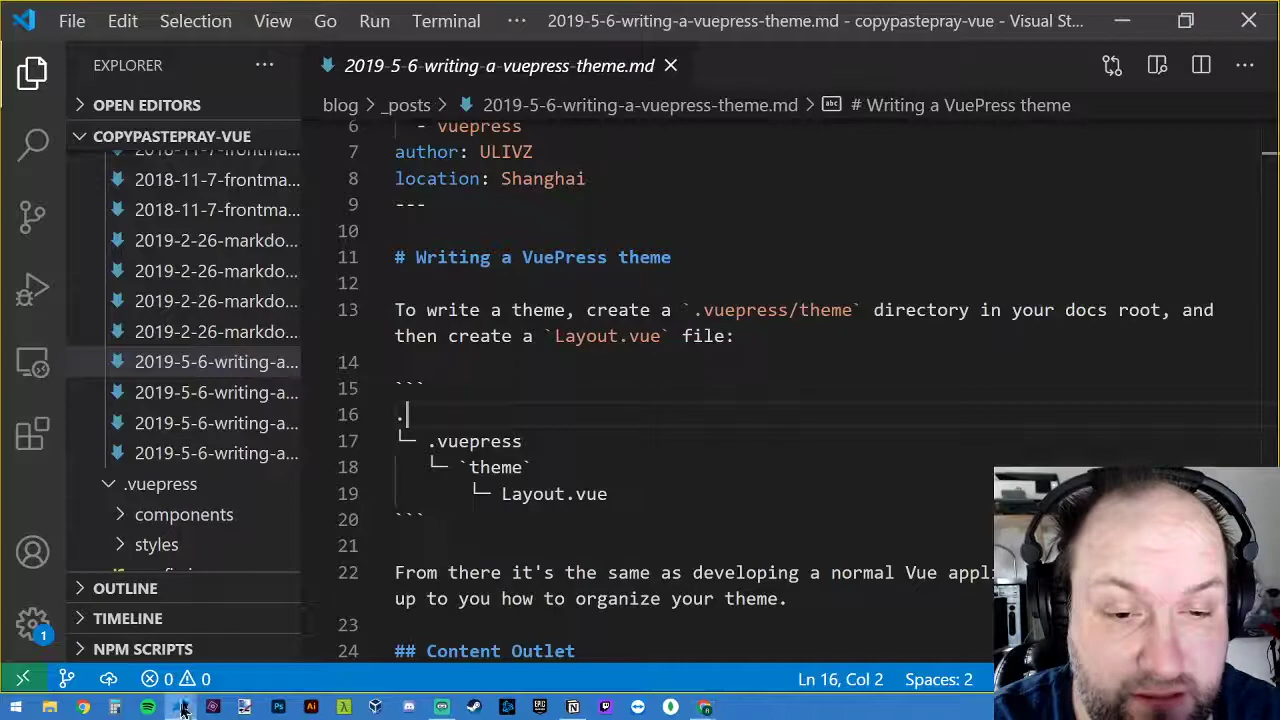 File Edit Selection View Go Run Terminal ··· 2019-5-6-writing-a-vuepress-theme.md - copypastepray-vue - Visual St...
EXPLORER ···
2019-5-6-writing-a-vuepress-theme.md
OPEN EDITORS
blog > _posts > 2019-5-6-writing-a-vuepress-theme.md > abc # Writing a VuePress theme
COPYPASTEPRAY-VUE
2018-11-7-frontma...
2018-11-7-frontma...
2018-11-7-frontma...
2019-2-26-markdo...
2019-2-26-markdo...
2019-2-26-markdo...
2019-2-26-markdo...
2019-5-6-writing-a...
2019-5-6-writing-a...
2019-5-6-writing-a...
2019-5-6-writing-a...
.vuepress
components
styles
OUTLINE
TIMELINE
NPM SCRIPTS
1
6 - vuepress
7 author: ULIVZ
8 location: Shanghai
9 ---
10
11 # Writing a VuePress theme
12
13 To write a theme, create a `.vuepress/theme` directory in your docs root, and
then create a `Layout.vue` file:
14
15 ```
16 .
17 └─ .vuepress
18 └─ `theme`
19 └─ Layout.vue
20 ```
21
22 From there it's the same as developing a normal Vue appli
up to you how to organize your theme.
23
24 ## Content Outlet
0 0 Ln 16, Col 2 Spaces: 2
Ps Ai λ EPIC N